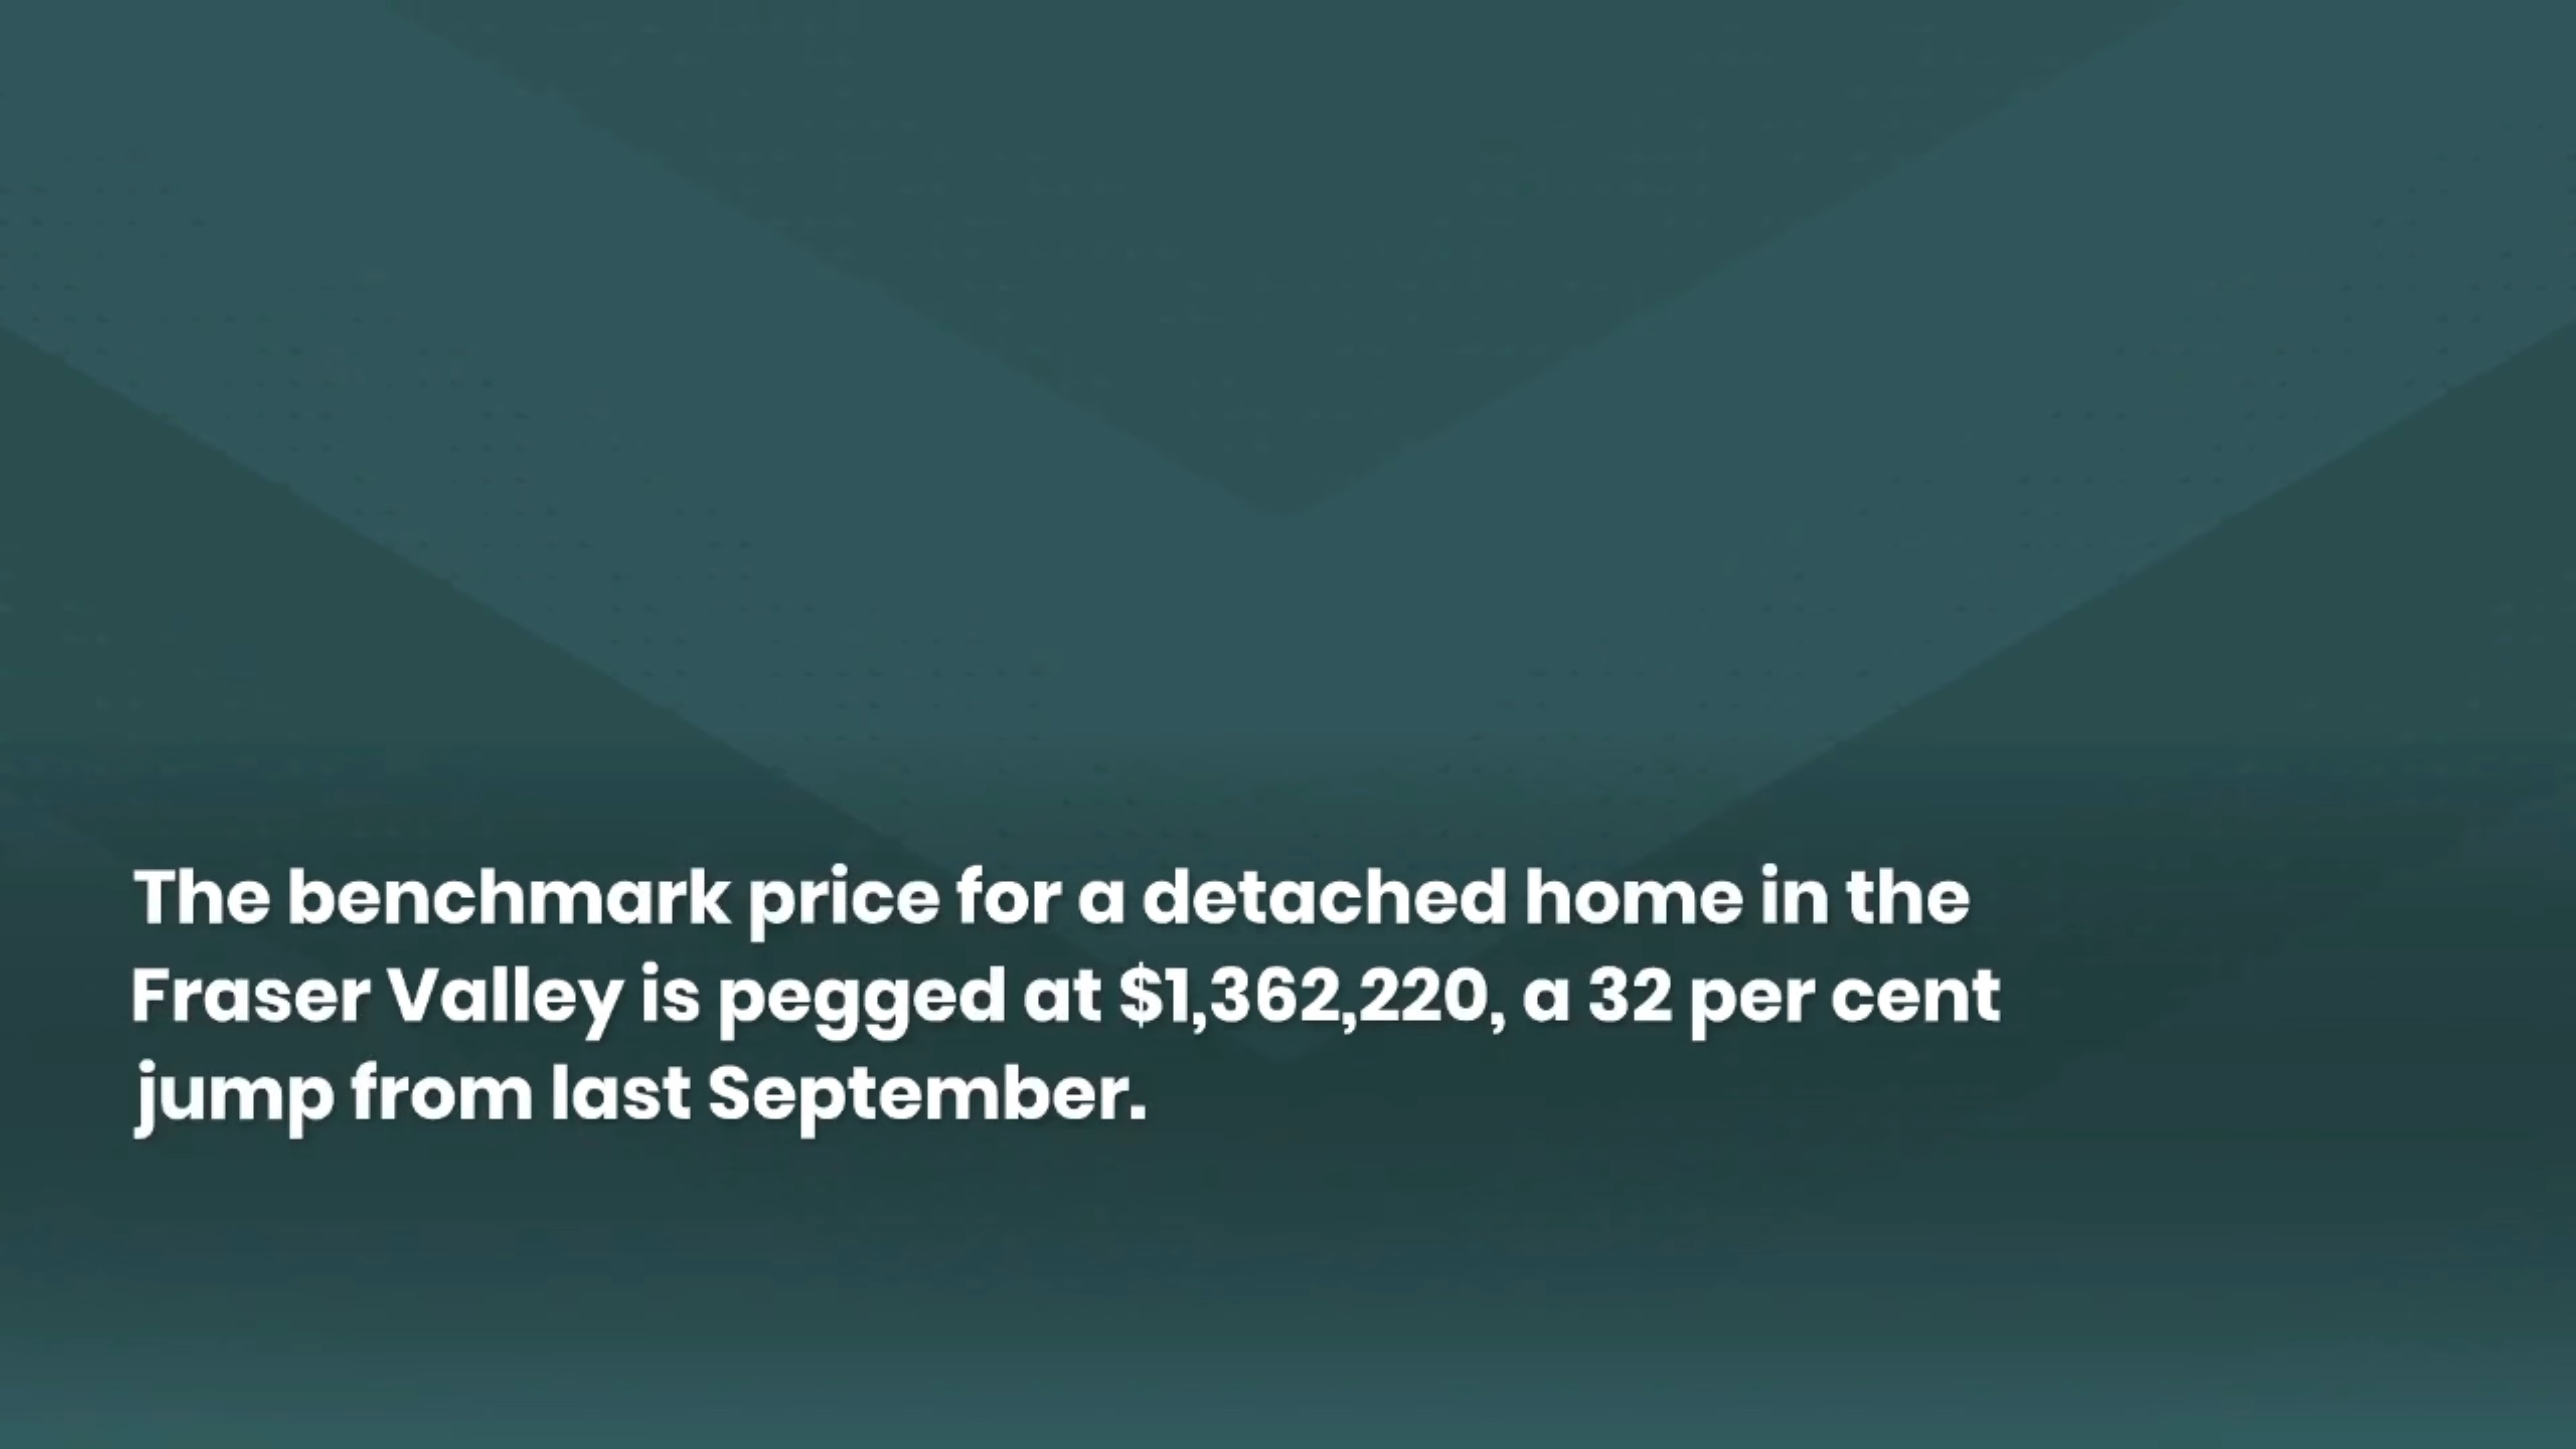 The benchmark price for a detached home in the
Fraser Valley is pegged at $1,362,220, a 32 per cent
jump from last September.